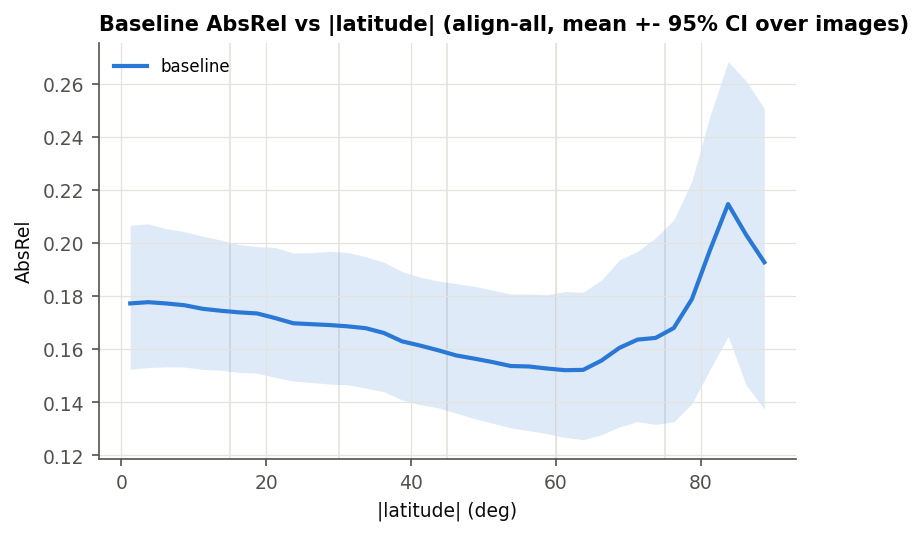 Baseline AbsRel vs |latitude| (align-all, mean +- 95% CI over images)
baseline
0.26
0.24
0.22
0.20
0.18
0.16
0.14
0.12
AbsRel
0 20 40 60 80
|latitude| (deg)